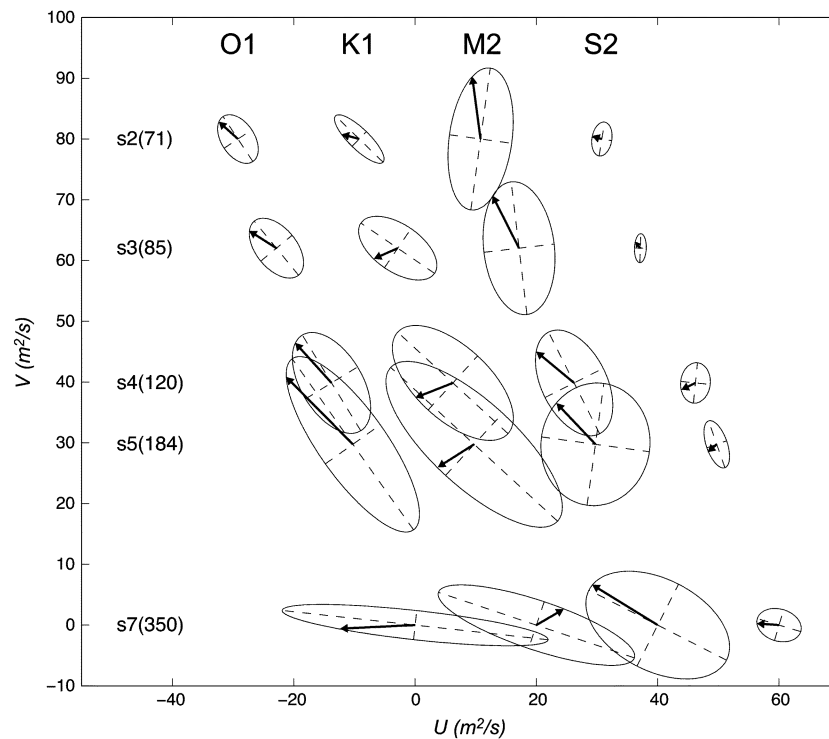 100
O1 K1 M2 S2
90
s2(71) 80
70
s3(85)
60
50
s4(120) 40
s5(184) 30
20
10
s7(350) 0
−10
−40 −20 0 20 40 60
U (m²/s)
V (m²/s)